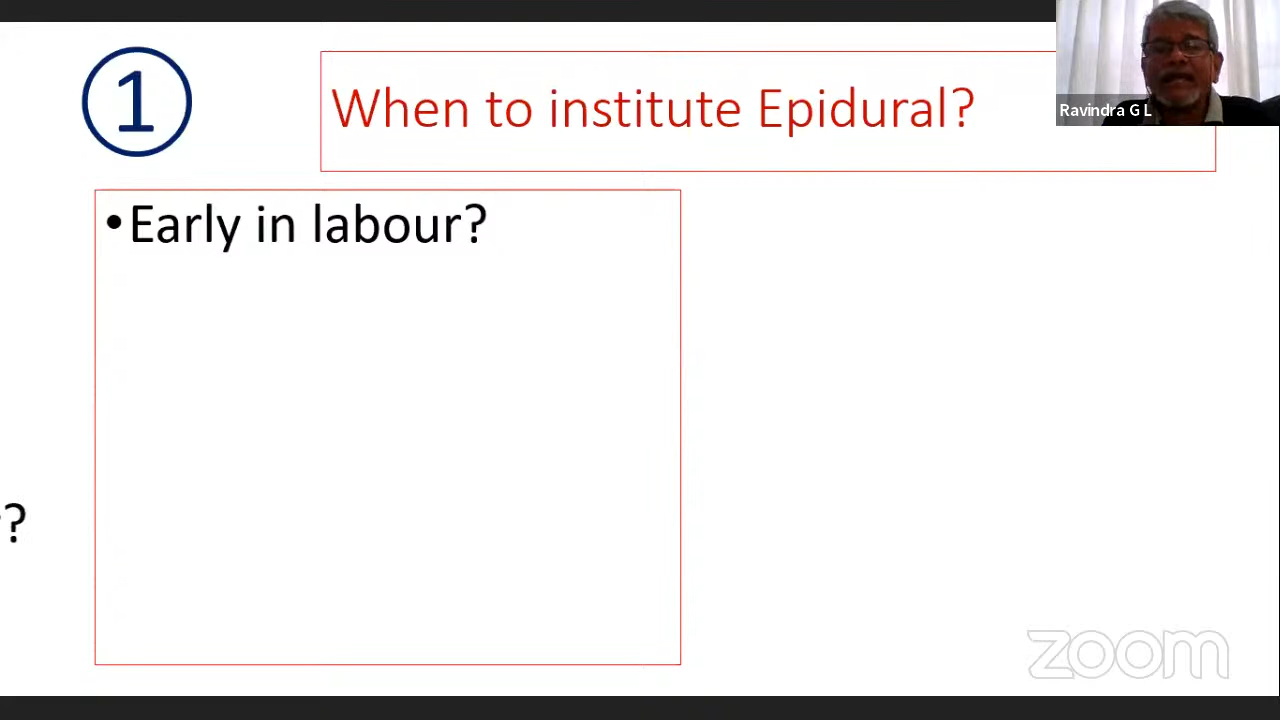 1
When to institute Epidural?
Ravindra G L
•Early in labour?
?
zoom